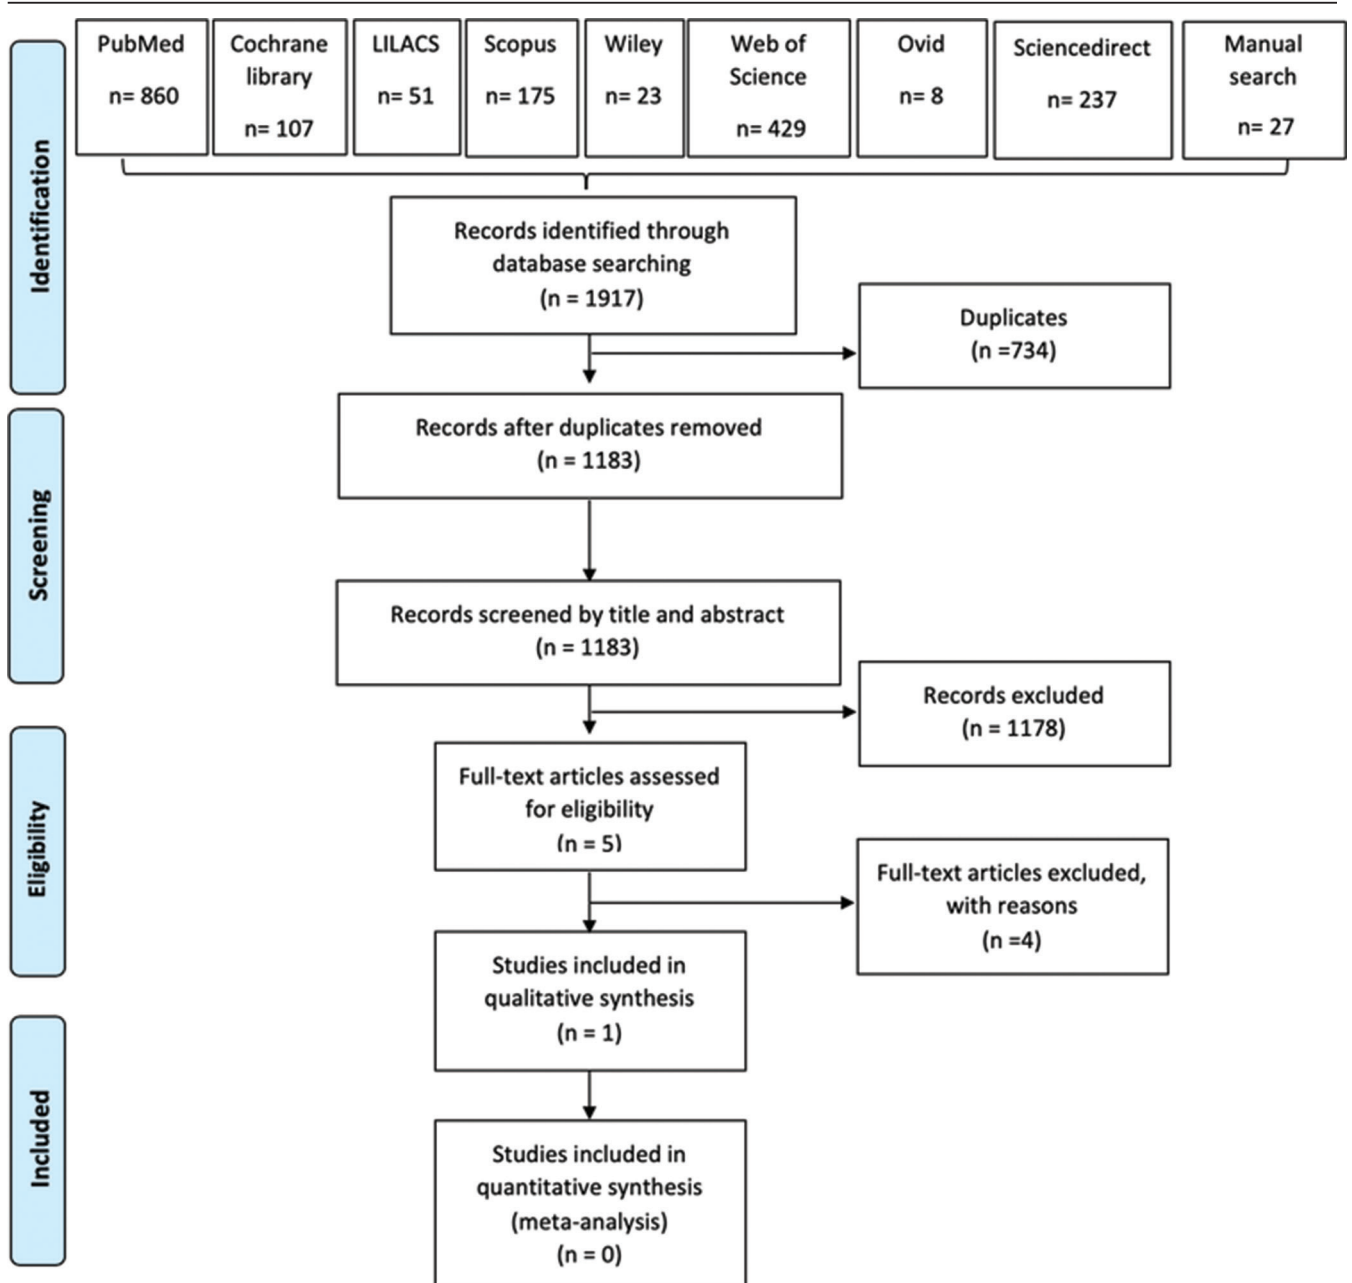 PubMed
n= 860
Cochrane
library
n= 107
LILACS
n= 51
Scopus
n= 175
Wiley
n= 23
Web of
Science
n= 429
Ovid
n= 8
Sciencedirect
n= 237
Manual
search
n= 27
Identification
Records identified through
database searching
(n = 1917)
Duplicates
(n =734)
Screening
Records after duplicates removed
(n = 1183)
Records screened by title and abstract
(n = 1183)
Records excluded
(n = 1178)
Eligibility
Full-text articles assessed
for eligibility
(n = 5)
Full-text articles excluded,
with reasons
(n =4)
Studies included in
qualitative synthesis
(n = 1)
Included
Studies included in
quantitative synthesis
(meta-analysis)
(n = 0)